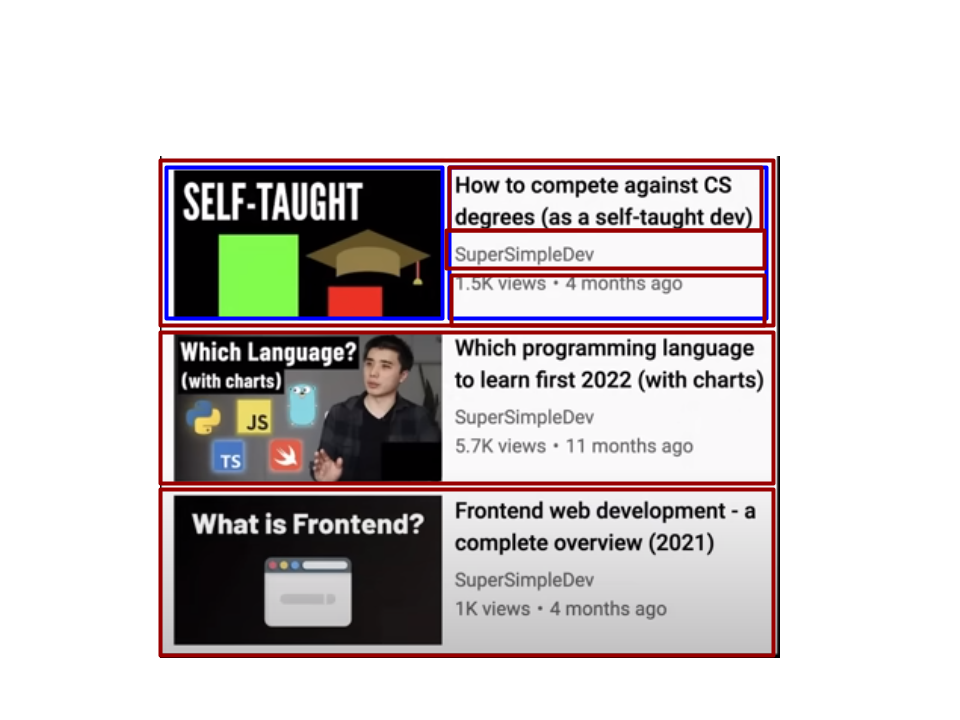 SELF-TAUGHT
How to compete against CS
degrees (as a self-taught dev)
SuperSimpleDev
1.5K views • 4 months ago
Which Language?
(with charts)
JS
TS
Which programming language
to learn first 2022 (with charts)
SuperSimpleDev
5.7K views • 11 months ago
What is Frontend?
Frontend web development - a
complete overview (2021)
SuperSimpleDev
1K views • 4 months ago